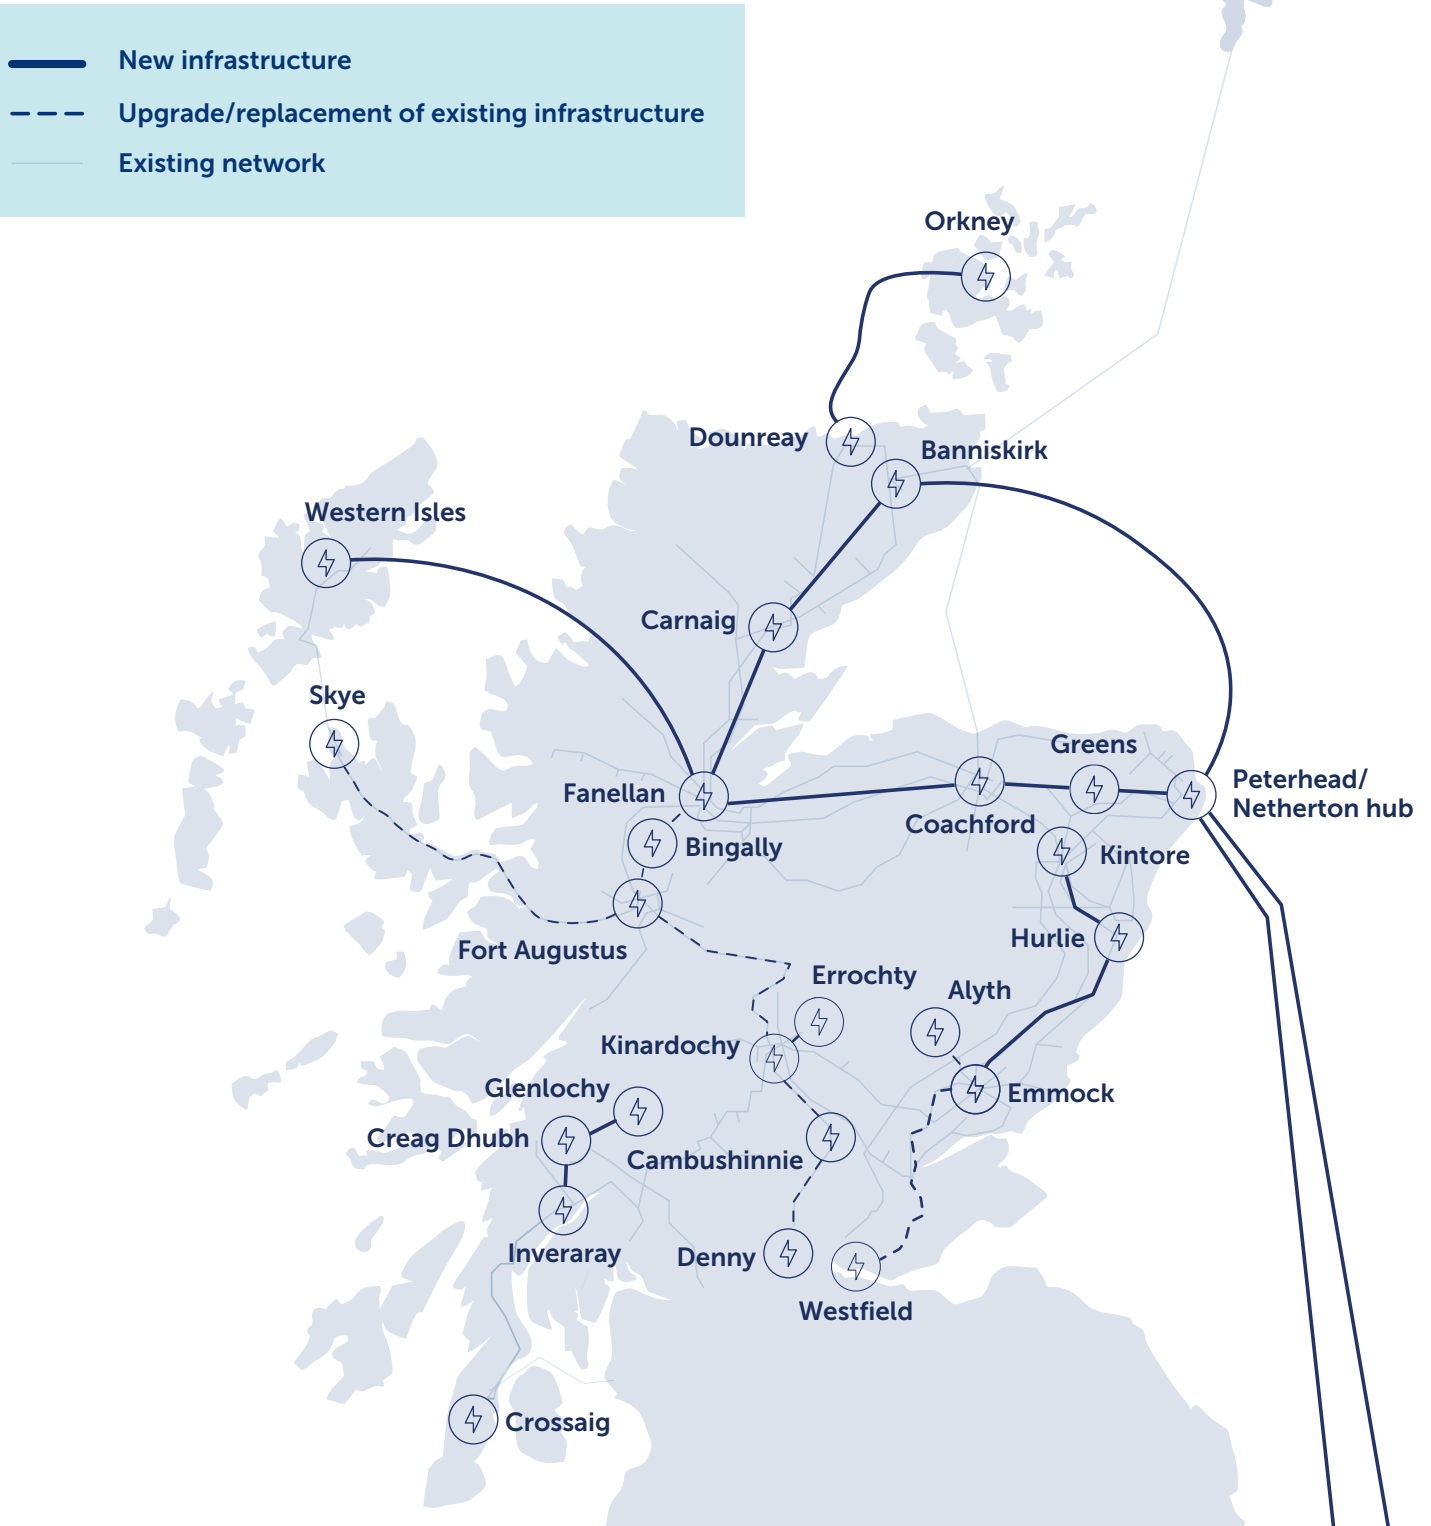 New infrastructure
Upgrade/replacement of existing infrastructure
Existing network
Orkney
Dounreay
Banniskirk
Western Isles
Carnaig
Skye
Greens
Fanellan
Peterhead/
Netherton hub
Coachford
Bingally
Kintore
Hurlie
Fort Augustus
Errochty
Alyth
Kinardochy
Glenlochy
Emmock
Creag Dhubh
Cambushinnie
Inveraray
Denny
Westfield
Crossaig